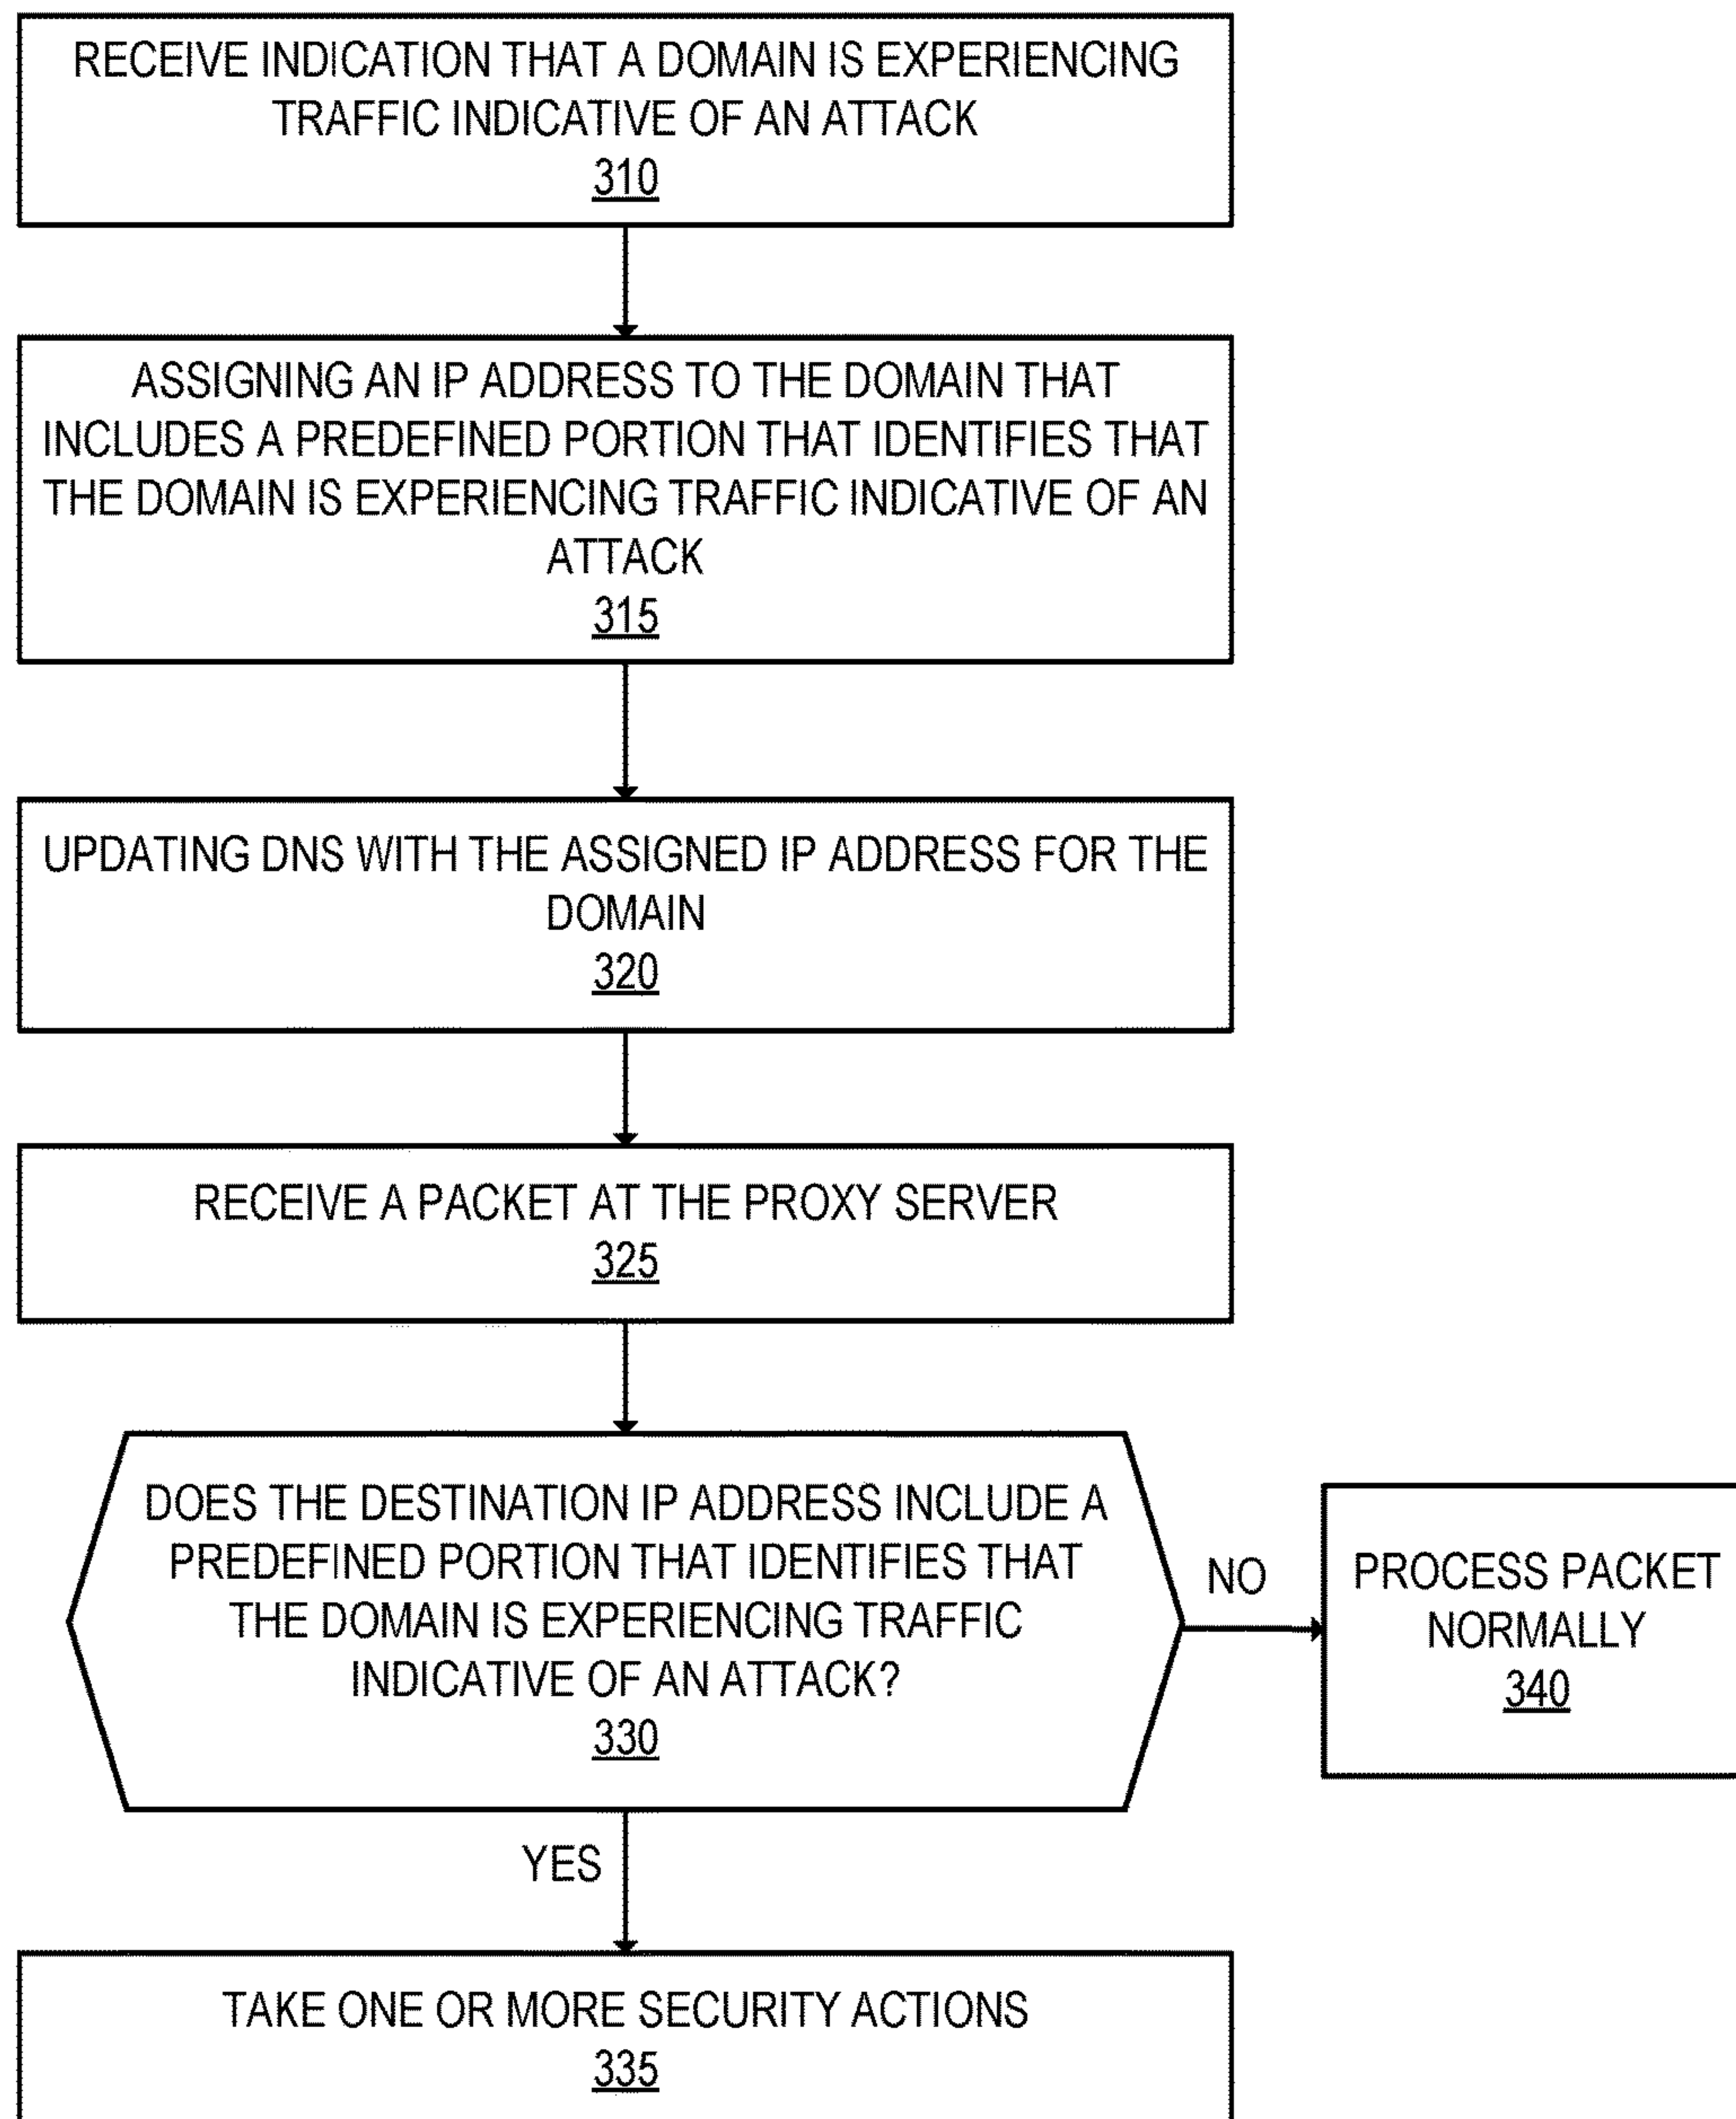 RECEIVE INDICATION THAT A DOMAIN IS EXPERIENCING
TRAFFIC INDICATIVE OF AN ATTACK
310
ASSIGNING AN IP ADDRESS TO THE DOMAIN THAT
INCLUDES A PREDEFINED PORTION THAT IDENTIFIES THAT
THE DOMAIN IS EXPERIENCING TRAFFIC INDICATIVE OF AN
ATTACK
315
UPDATING DNS WITH THE ASSIGNED IP ADDRESS FOR THE
DOMAIN
320
RECEIVE A PACKET AT THE PROXY SERVER
325
DOES THE DESTINATION IP ADDRESS INCLUDE A
PREDEFINED PORTION THAT IDENTIFIES THAT
THE DOMAIN IS EXPERIENCING TRAFFIC
INDICATIVE OF AN ATTACK?
330
NO
PROCESS PACKET
NORMALLY
340
YES
TAKE ONE OR MORE SECURITY ACTIONS
335